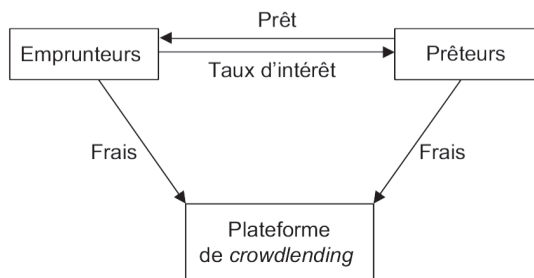 Prêt
Emprunteurs
Prêteurs
Taux d’intérêt
Frais
Frais
Plateforme
de crowdlending